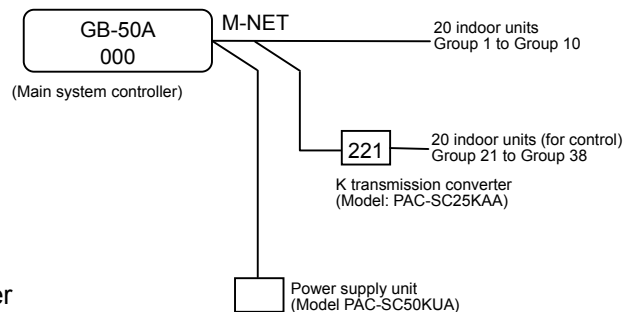 GB-50A
000
(Main system controller)
M-NET
20 indoor units
Group 1 to Group 10
221
20 indoor units (for control)
Group 21 to Group 38
K transmission converter
(Model: PAC-SC25KAA)
er
Power supply unit
(Model PAC-SC50KUA)